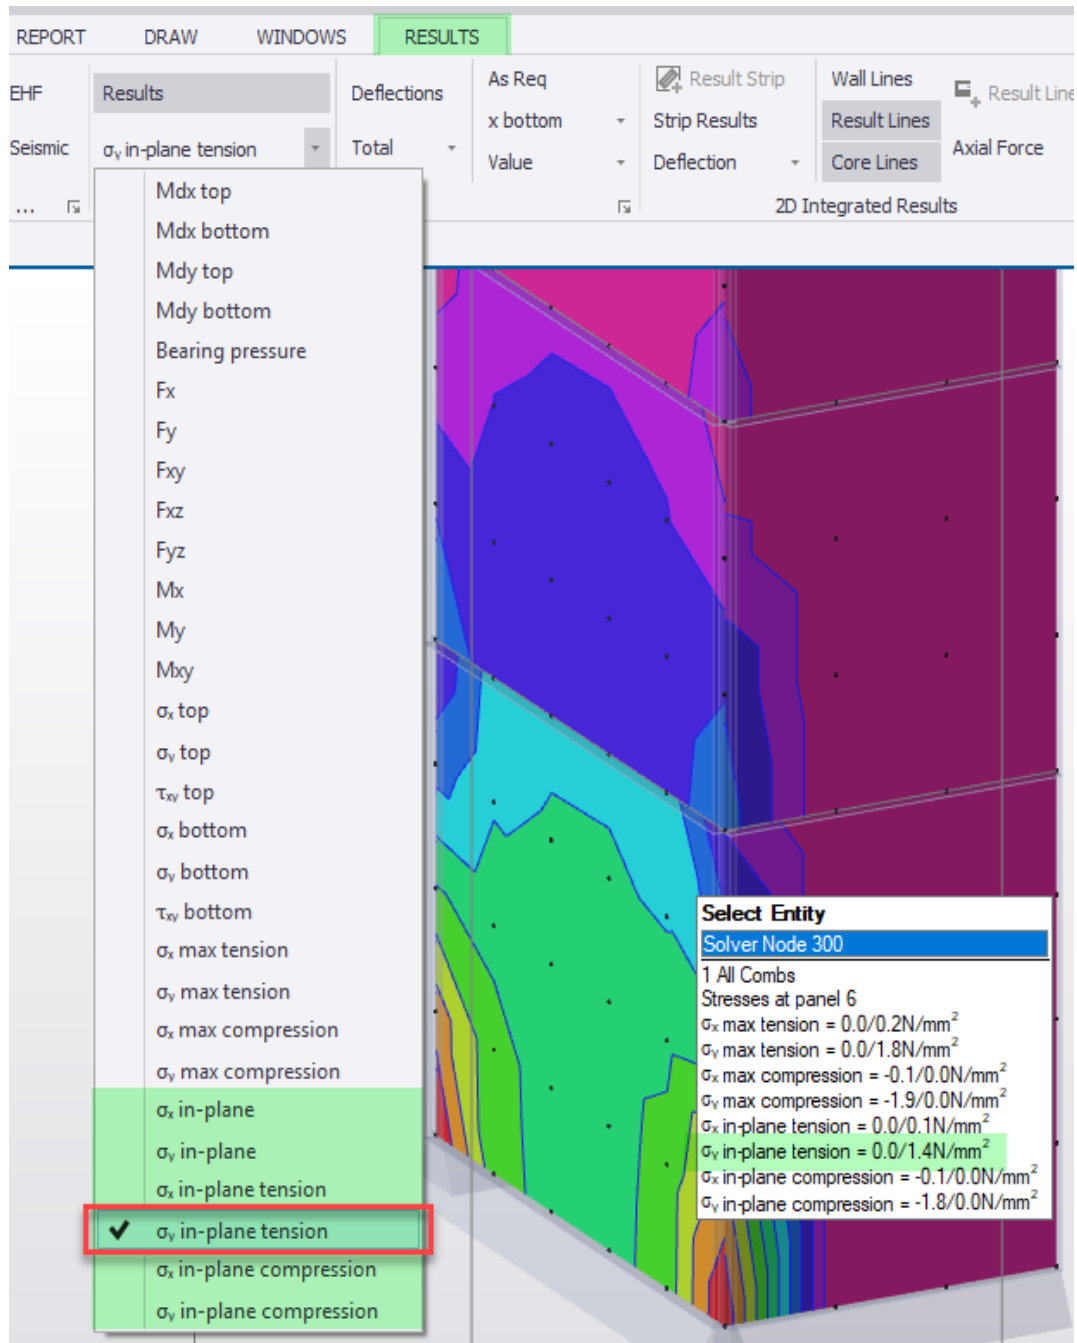 REPORT DRAW WINDOWS RESULTS
EHF Results Deflections As Req Result Strip Wall Lines Result Line
x bottom Strip Results Result Lines
Seismic σy in-plane tension Total Value Deflection Core Lines Axial Force
... 2D Integrated Results
Mdx top
Mdx bottom
Mdy top
Mdy bottom
Bearing pressure
Fx
Fy
Fxy
Fxz
Fyz
Mx
My
Mxy
σx top
σy top
τxy top
σx bottom
σy bottom
τxy bottom
σx max tension
σy max tension
σx max compression
σy max compression
σx in-plane
σy in-plane
σx in-plane tension
✔ σy in-plane tension
σx in-plane compression
σy in-plane compression
Select Entity
Solver Node 300
1 All Combs
Stresses at panel 6
σx max tension = 0.0/0.2N/mm²
σy max tension = 0.0/1.8N/mm²
σx max compression = -0.1/0.0N/mm²
σy max compression = -1.9/0.0N/mm²
σx in-plane tension = 0.0/0.1N/mm²
σy in-plane tension = 0.0/1.4N/mm²
σx in-plane compression = -0.1/0.0N/mm²
σy in-plane compression = -1.8/0.0N/mm²